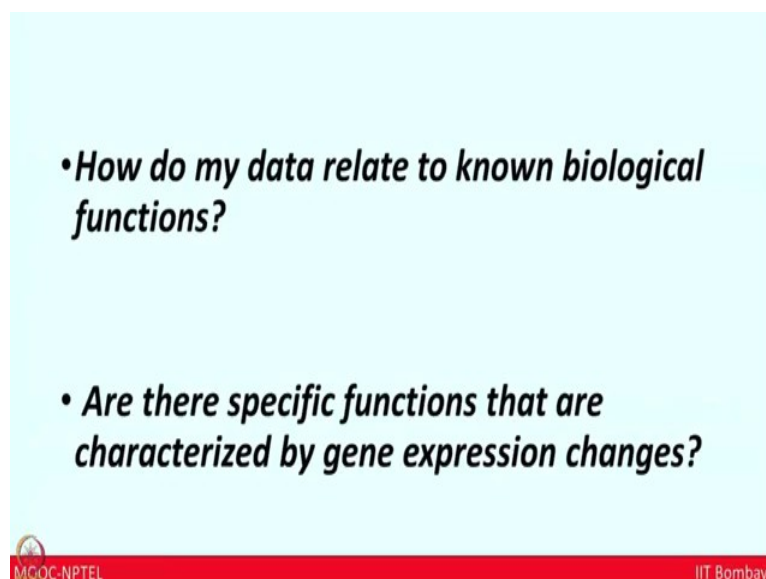 •How do my data relate to known biological
functions?
• Are there specific functions that are
characterized by gene expression changes?
MOOC-NPTEL
IIT Bombay